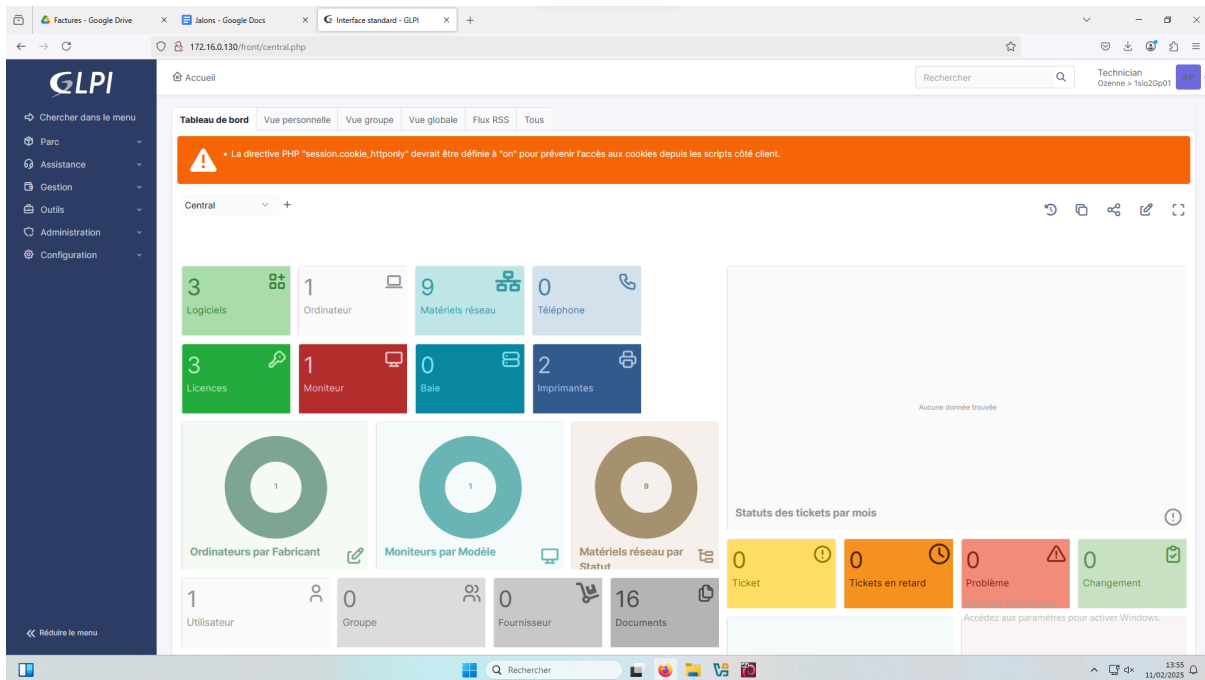 Factures - Google Drive
Jalons - Google Docs
Interface standard - GLPI
172.16.0.130/front/central.php
GLPI
Accueil
Rechercher
Technician
Ozenne > 1sio2Gp01
AP
Chercher dans le menu
Parc
Assistance
Gestion
Outils
Administration
Configuration
Réduire le menu
Tableau de bord
Vue personnelle
Vue groupe
Vue globale
Flux RSS
Tous
• La directive PHP "session.cookie_httponly" devrait être définie à "on" pour prévenir l'accès aux cookies depuis les scripts côté client.
Central
3
Logiciels
1
Ordinateur
9
Matériels réseau
0
Téléphone
3
Licences
1
Moniteur
0
Baie
2
Imprimantes
Aucune donnée trouvée
Statuts des tickets par mois
1
Ordinateurs par Fabricant
1
Moniteurs par Modèle
9
Matériels réseau par
Statut
0
Ticket
0
Tickets en retard
0
Problème
0
Changement
1
Utilisateur
0
Groupe
0
Fournisseur
16
Documents
Activer Windows
Accédez aux paramètres pour activer Windows.
Rechercher
13:55
11/02/2025